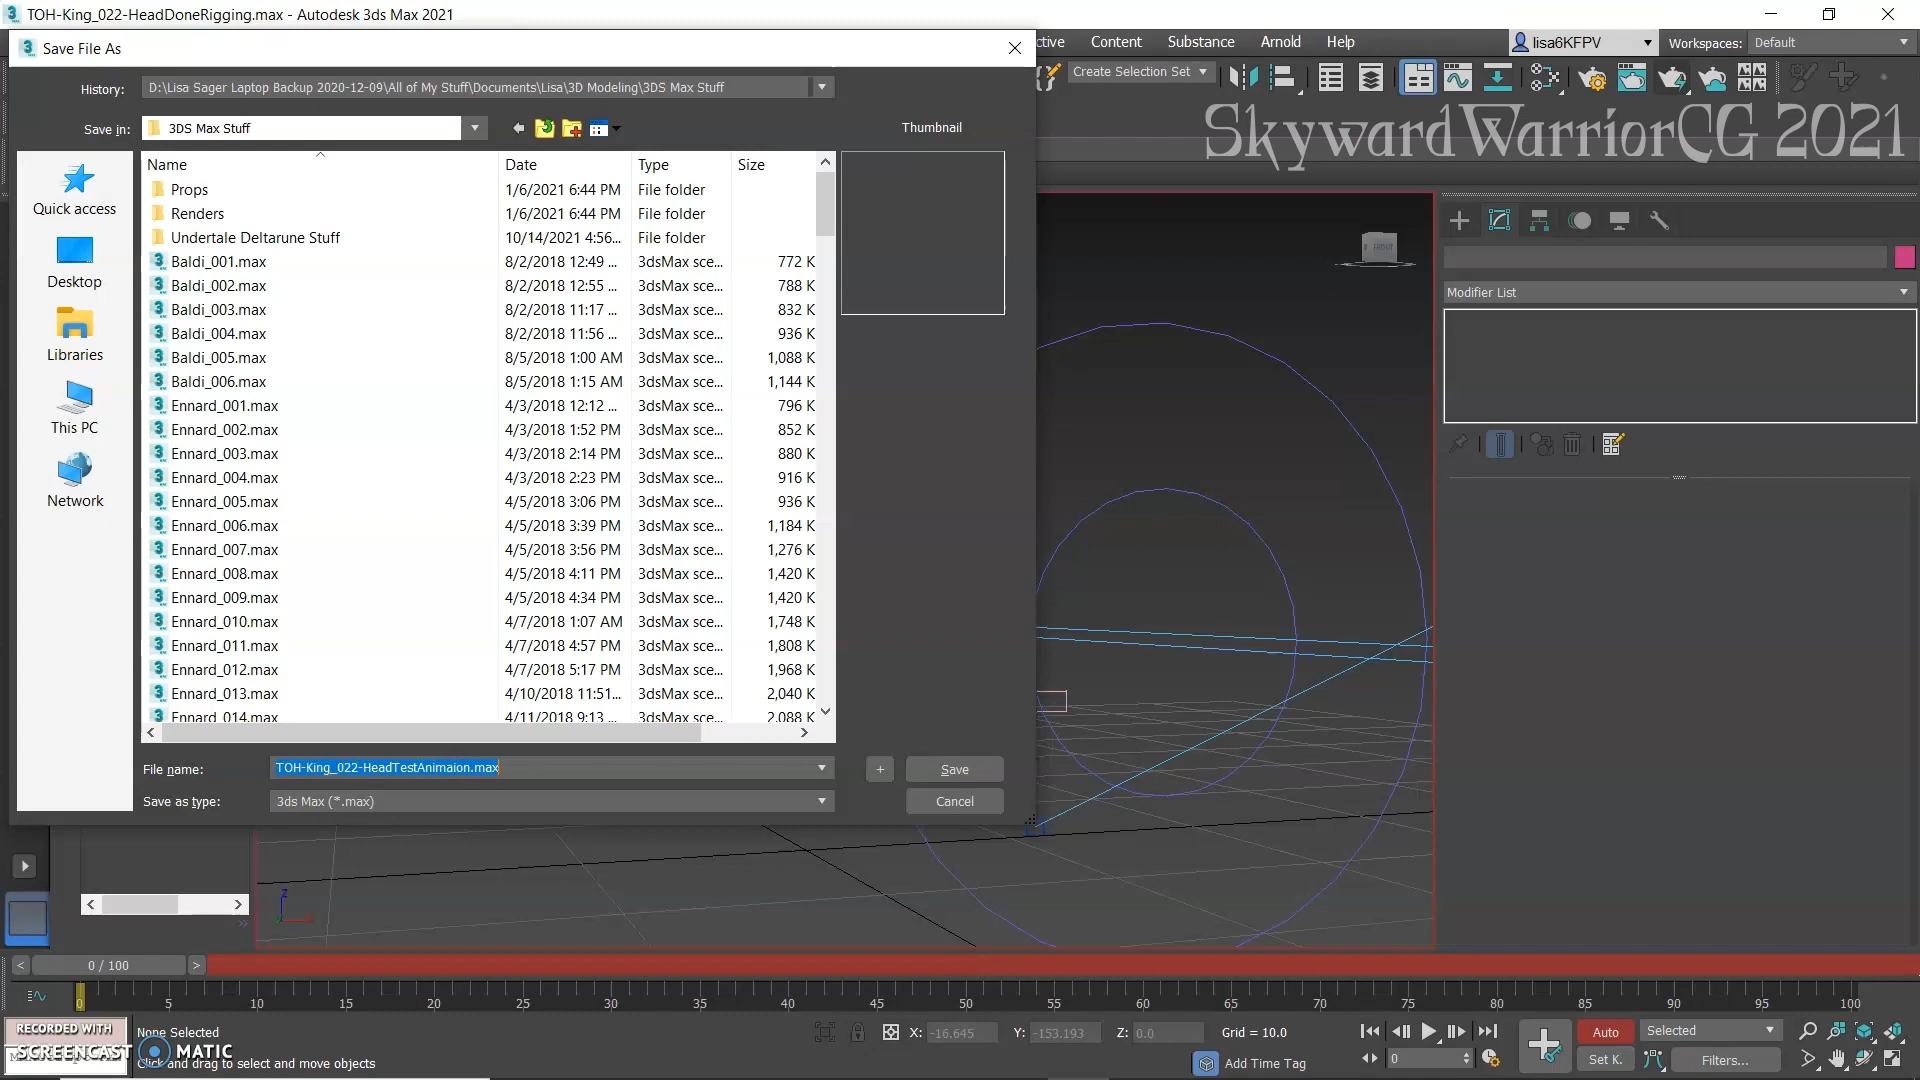 TOH-King_022-HeadDoneRigging.max - Autodesk 3ds Max 2021
Save File As
ctive Content Substance Arnold Help
lisa6KFPV
Workspaces: Default
Create Selection Set
SkywardWarriorCG 2021
History: D:\Lisa Sager Laptop Backup 2020-12-09\All of My Stuff\Documents\Lisa\3D Modeling\3DS Max Stuff
Save in: 3DS Max Stuff
Thumbnail
Quick access
Desktop
Libraries
This PC
Network
Name Date Type Size
Props 1/6/2021 6:44 PM File folder
Renders 1/6/2021 6:44 PM File folder
Undertale Deltarune Stuff 10/14/2021 4:56... File folder
Baldi_001.max 8/2/2018 12:49 ... 3dsMax sce... 772 K
Baldi_002.max 8/2/2018 12:55 ... 3dsMax sce... 788 K
Baldi_003.max 8/2/2018 11:17 ... 3dsMax sce... 832 K
Baldi_004.max 8/2/2018 11:56 ... 3dsMax sce... 936 K
Baldi_005.max 8/5/2018 1:00 AM 3dsMax sce... 1,088 K
Baldi_006.max 8/5/2018 1:15 AM 3dsMax sce... 1,144 K
Ennard_001.max 4/3/2018 12:12 ... 3dsMax sce... 796 K
Ennard_002.max 4/3/2018 1:52 PM 3dsMax sce... 852 K
Ennard_003.max 4/3/2018 2:14 PM 3dsMax sce... 880 K
Ennard_004.max 4/3/2018 2:23 PM 3dsMax sce... 916 K
Ennard_005.max 4/5/2018 3:06 PM 3dsMax sce... 936 K
Ennard_006.max 4/5/2018 3:39 PM 3dsMax sce... 1,184 K
Ennard_007.max 4/5/2018 3:56 PM 3dsMax sce... 1,276 K
Ennard_008.max 4/5/2018 4:11 PM 3dsMax sce... 1,420 K
Ennard_009.max 4/5/2018 4:34 PM 3dsMax sce... 1,420 K
Ennard_010.max 4/7/2018 1:07 AM 3dsMax sce... 1,748 K
Ennard_011.max 4/7/2018 4:57 PM 3dsMax sce... 1,808 K
Ennard_012.max 4/7/2018 5:17 PM 3dsMax sce... 1,968 K
Ennard_013.max 4/10/2018 11:51... 3dsMax sce... 2,040 K
Ennard_014.max 4/11/2018 9:13 ... 3dsMax sce... 2,088 K
File name: TOH-King_022-HeadTestAnimaion.max + Save
Save as type: 3ds Max (*.max) Cancel
Modifier List
FRONT
z
< 0 / 100 >
0 5 10 15 20 25 30 35 40 45 50 55 60 65 70 75 80 85 90 95 100
RECORDED WITH
SCREENCAST MATIC
None Selected
Click and drag to select and move objects
X: -16.645 Y: -153.193 Z: 0.0 Grid = 10.0
Add Time Tag
0
Auto Selected
Set K. Filters...